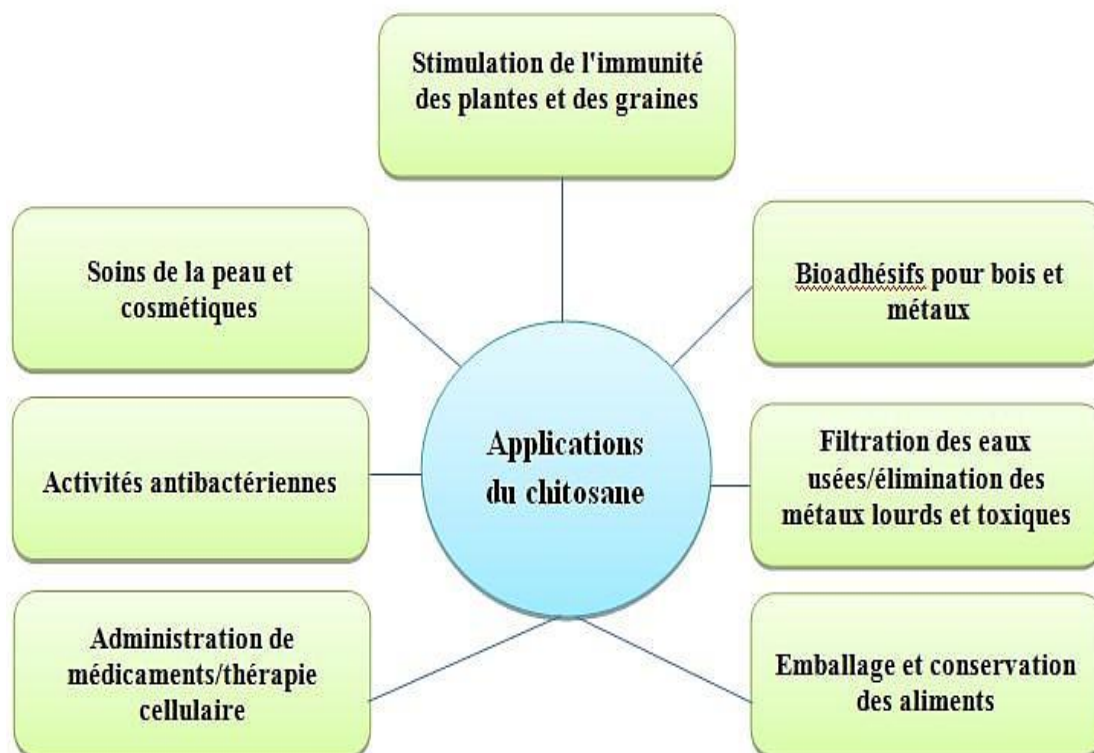 Stimulation de l'immunité
des plantes et des graines
Soins de la peau et
cosmétiques
Bioadhésifs pour bois et
métaux
Applications
du chitosane
Activités antibactériennes
Filtration des eaux
usées/élimination des
métaux lourds et toxiques
Administration de
médicaments/thérapie
cellulaire
Emballage et conservation
des aliments